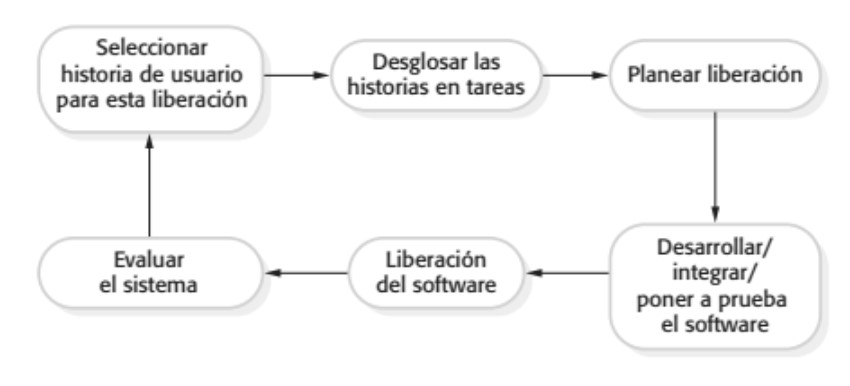 Seleccionar
historia de usuario
para esta liberación
Desglosar las
historias en tareas
Planear liberación
Desarrollar/
integrar/
poner a prueba
el software
Liberación
del software
Evaluar
el sistema